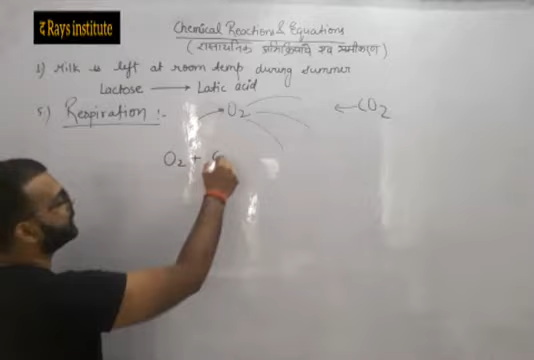 द Rays institute
Chemical Reactions & Equations
(रासायनिक अभिक्रियाएं एवं समीकरण)
1) Milk is left at room temp during summer
Lactose → Latic acid
5) Respiration :-
→ O2
← CO2
O2 +